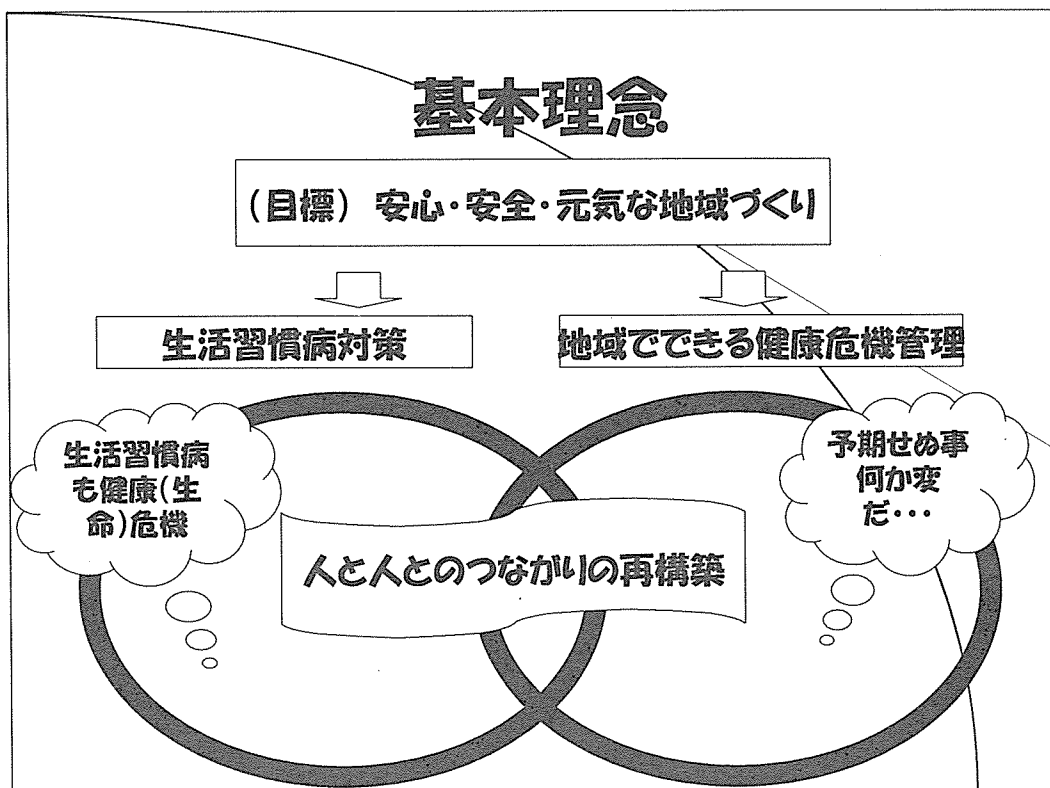 基本理念
(目標) 安心・安全・元気な地域づくり
生活習慣病対策
地域でできる健康危機管理
生活習慣病
も健康(生
命)危機
予期せぬ事
何か変
だ・・・
人と人とのつながりの再構築